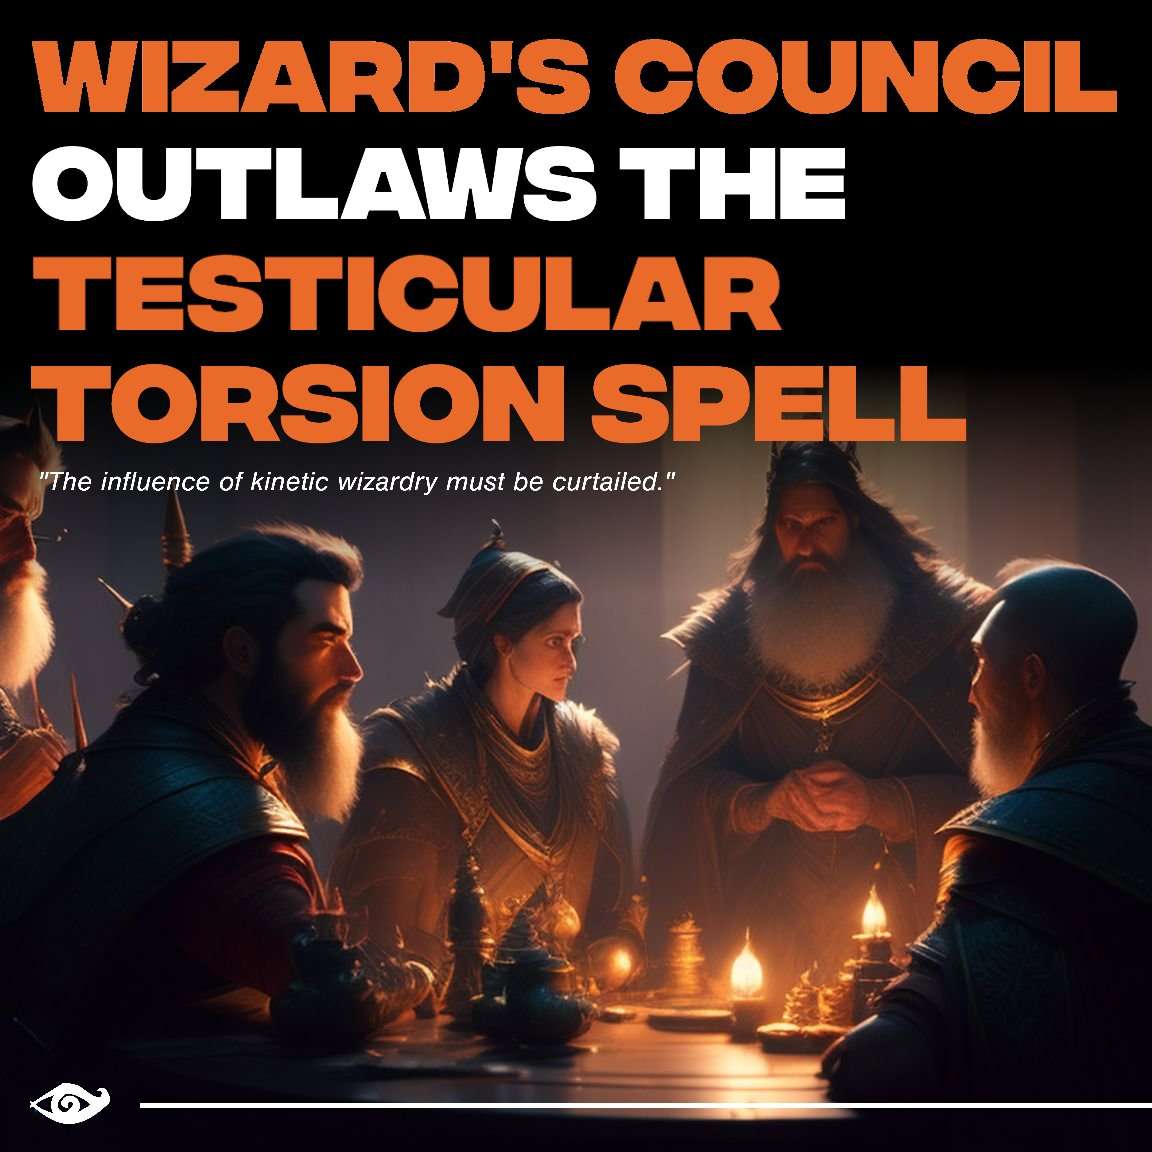 WIZARD'S COUNCIL
OUTLAWS THE
TESTICULAR
TORSION SPELL
"The influence of kinetic wizardry must be curtailed."